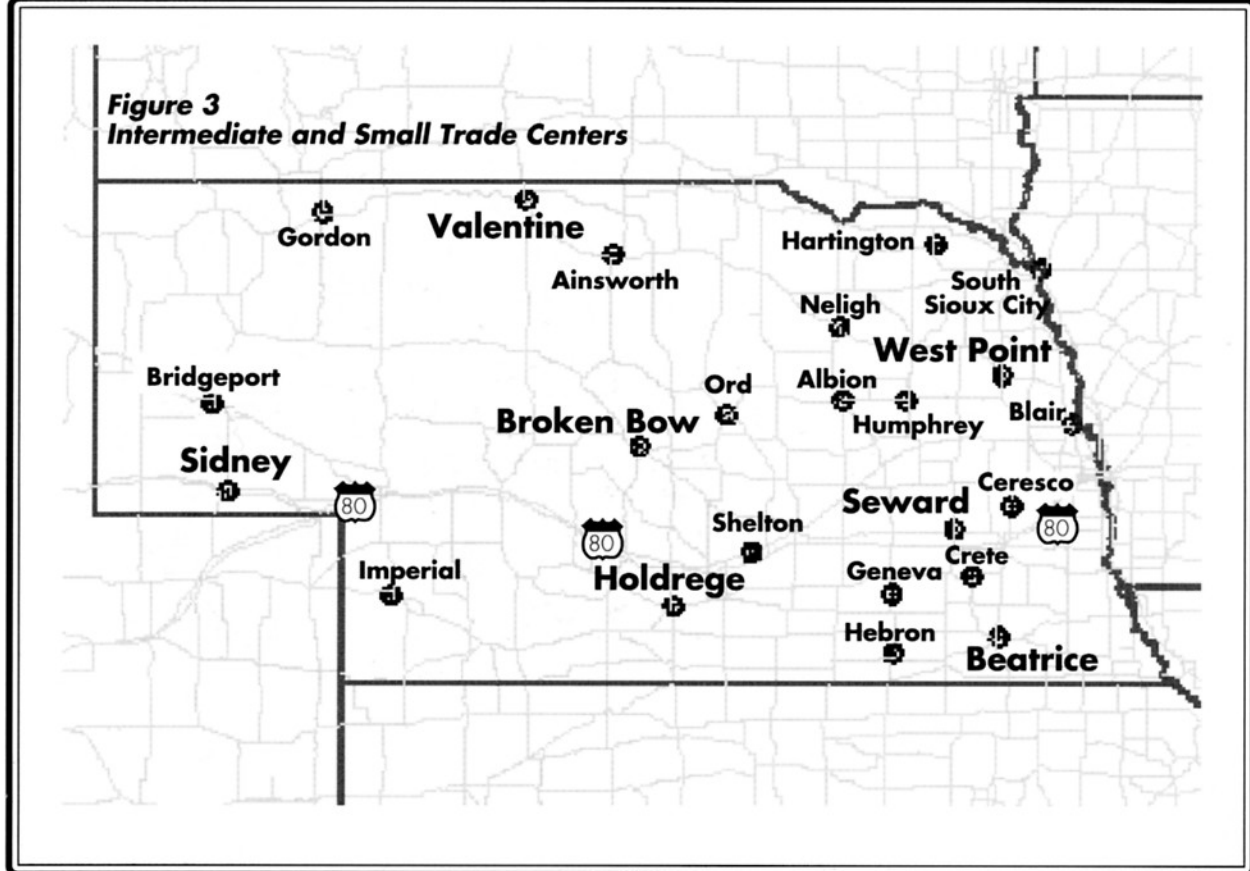 Figure 3
Intermediate and Small Trade Centers
Gordon
Valentine
Ainsworth
Hartington
South
Sioux City
Neligh
West Point
Bridgeport
Ord
Albion
Humphrey
Blair
Broken Bow
Sidney
80
Ceresco
Seward
80
Shelton
80
Crete
Imperial
Holdrege
Geneva
Hebron
Beatrice